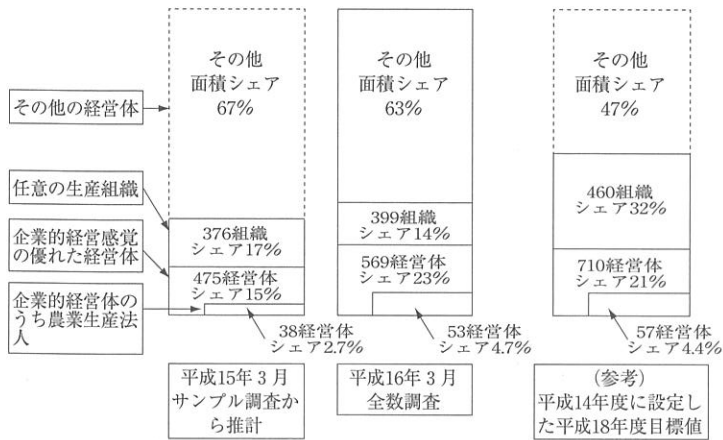 その他の経営体
任意の生産組織
企業的経営感覚
の優れた経営体
企業的経営体の
うち農業生産法
人
その他
面積シェア
67%
376組織
シェア17%
475経営体
シェア15%
38経営体
シェア2.7%
平成15年3月
サンプル調査か
ら推計
その他
面積シェア
63%
399組織
シェア14%
569経営体
シェア23%
53経営体
シェア4.7%
平成16年3月
全数調査
その他
面積シェア
47%
460組織
シェア32%
710経営体
シェア21%
57経営体
シェア4.4%
(参考)
平成14年度に設定し
た平成18年度目標値